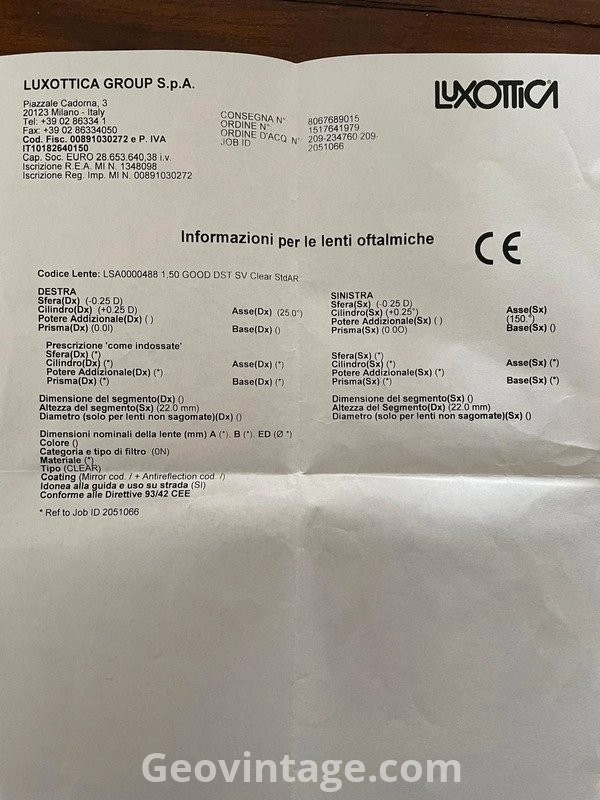 LUXOTTICA GROUP S.p.A.
LUXOTTICA
Piazzale Cadorna, 3
20123 Milano - Italy
Tel: +39 02 86334 1
Fax: +39 02 86334050
Cod. Fisc. 00891030272 e P. IVA
IT10182640150
Cap. Soc. EURO 28.653.640,38 i.v.
Iscrizione R.E.A. MI N. 1348098
Iscrizione Reg. Imp. MI N. 00891030272
CONSEGNA N° 8067689015
ORDINE N° 1517641979
ORDINE D'ACQ N° 209-234760 209-
JOB ID 2051066
Informazioni per le lenti oftalmiche
CE
Codice Lente: LSA0000488 1,50 GOOD DST SV Clear StdAR
DESTRA
Sfera(Dx) (-0.25 D)
Cilindro(Dx) (+0.25 D) Asse(Dx) (25.0°)
Potere Addizionale(Dx) ( )
Prisma(Dx) (0.0I) Base(Dx) ()
SINISTRA
Sfera(Sx) (-0.25 D)
Cilindro(Sx) (+0.25°) Asse(Sx)
Potere Addizionale(Sx) ( ) (150.°)
Prisma(Sx) (0.0O) Base(Sx) ()
Prescrizione 'come indossate'
Sfera(Dx) (*)
Cilindro(Dx) (*) Asse(Dx) (*)
Potere Addizionale(Dx) (*)
Prisma(Dx) (*) Base(Dx) (*)
Sfera(Sx) (*)
Cilindro(Sx) (*) Asse(Sx) (*)
Potere Addizionale(Sx) (*)
Prisma(Sx) (*) Base(Sx) (*)
Dimensione del segmento(Dx) ()
Altezza del segmento(Sx) (22.0 mm)
Diametro (solo per lenti non sagomate)(Dx) ()
Dimensione del segmento(Sx) ()
Altezza del segmento(Dx) (22.0 mm)
Diametro (solo per lenti non sagomate)(Sx) ()
Dimensioni nominali della lente (mm) A (*), B (*), ED (Ø *)
Colore ()
Categoria e tipo di filtro (0N)
Materiale (*)
Tipo (CLEAR)
Coating (Mirror cod. / + Antireflection cod. /)
Idonea alla guida e uso su strada (SI)
Conforme alle Direttive 93/42 CEE
* Ref to Job ID 2051066
Geovintage.com